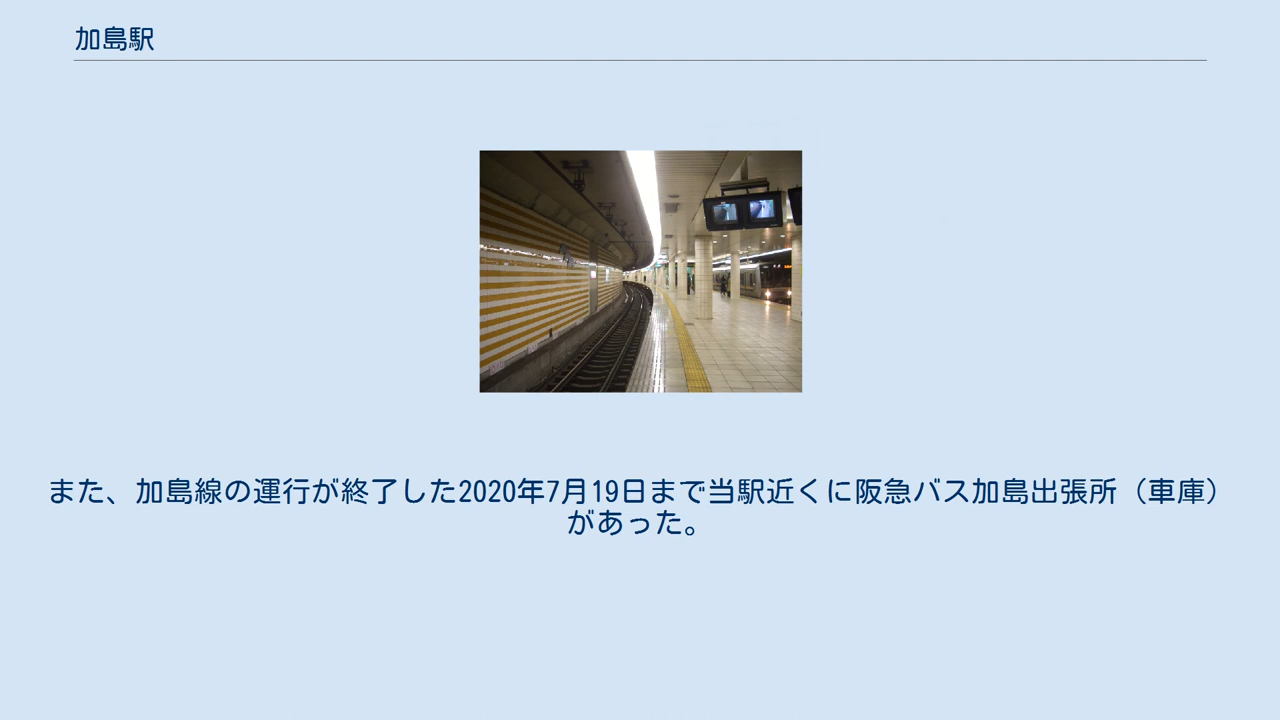 加島駅
また、加島線の運行が終了した2020年7月19日まで当駅近くに阪急バス加島出張所（車庫）
があった。